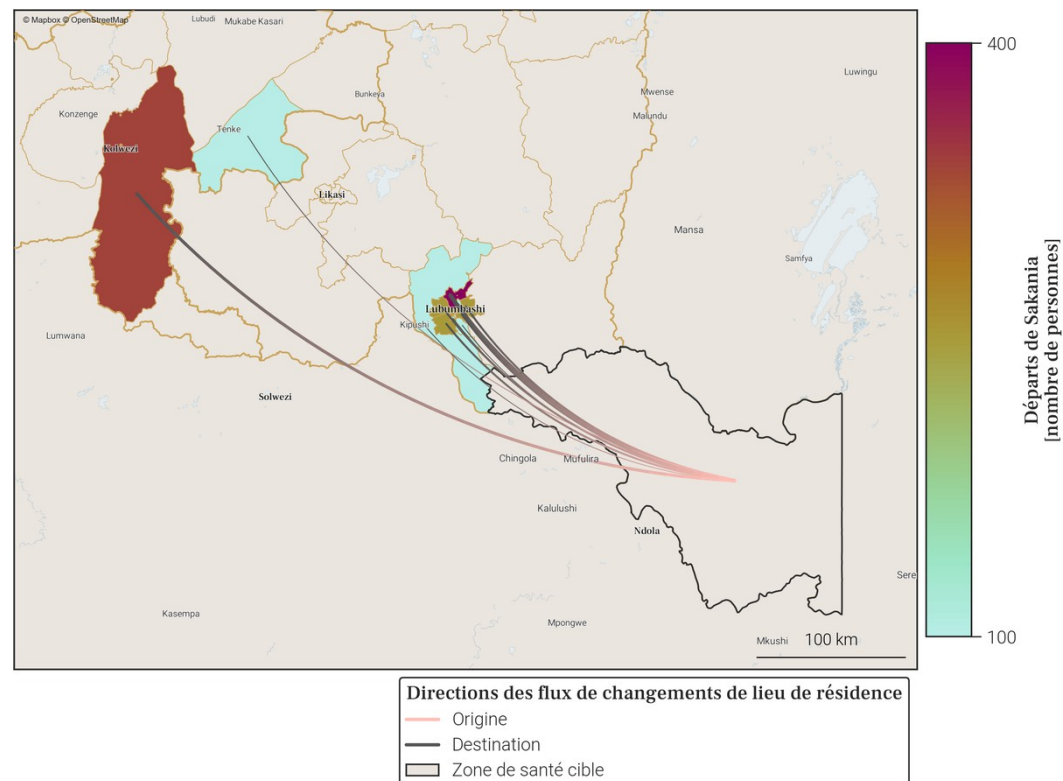 © Mapbox © OpenStreetMap
Lubudi
Mukabe Kasari
Luwingu
Konzenge
Bunkeya
Mwense
Malundu
Tenke
Kolwezi
Likasi
Mansa
Samfya
Lubumbashi
Kipushi
Lumwana
Solwezi
Chingola
Mufulira
Kalulushi
Ndola
Sere
Kasempa
Mpongwe
Mkushi
100 km
400
100
Départs de Sakania
[nombre de personnes]
Directions des flux de changements de lieu de résidence
Origine
Destination
Zone de santé cible